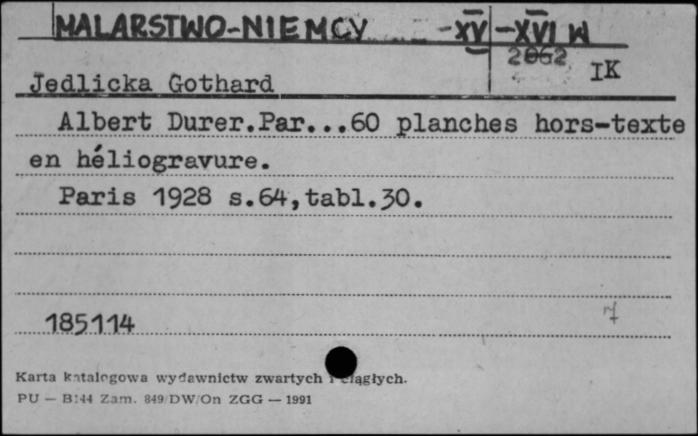 MALARSTWO-NIEMCY -XV-XVI W
2062 IK
Jedlicka Gothard
Albert Durer.Par...60 planches hors-texte
en héliogravure.
Paris 1928 s.64,tabl.30.
185114
Karta katalogowa wydawnictw zwartych i ciągłych.
PU — B144 Zam. 849/DW/On ZGG — 1991